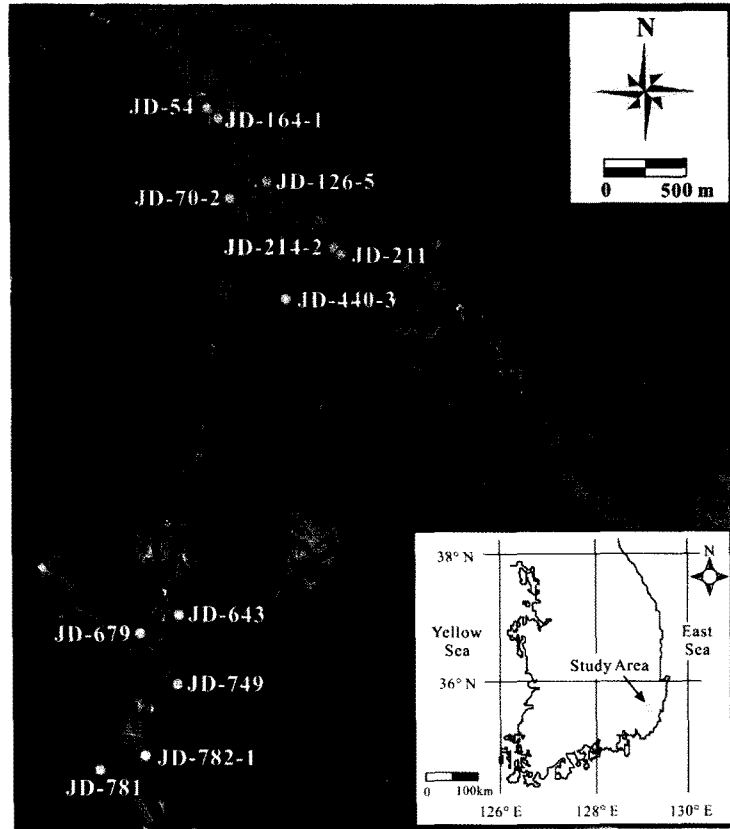 N
0 500 m
JD-54
JD-164-1
JD-126-5
JD-70-2
JD-214-2
JD-211
JD-440-3
JD-643
JD-679
JD-749
JD-782-1
JD-781
38° N
N
Yellow
Sea
East
Sea
Study Area
36° N
0 100km
126° E 128° E 130° E